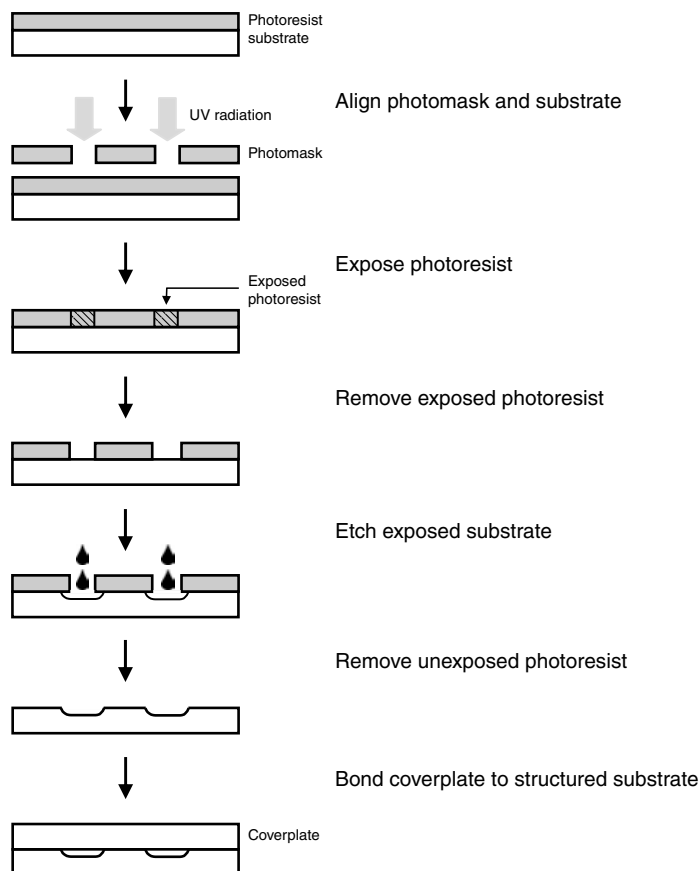 Photoresist
substrate
Align photomask and substrate
UV radiation
Photomask
Expose photoresist
Exposed
photoresist
Remove exposed photoresist
Etch exposed substrate
Remove unexposed photoresist
Bond coverplate to structured substrate
Coverplate